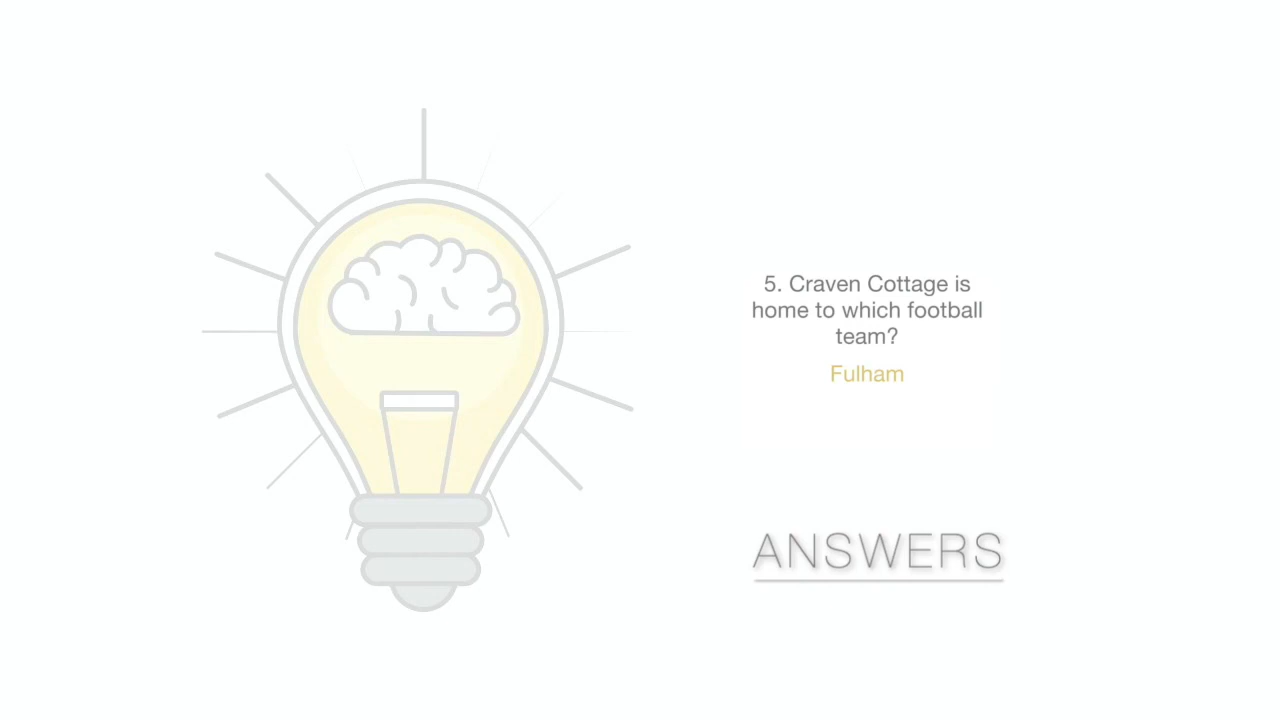 5. Craven Cottage is
home to which football
team?
Fulham
ANSWERS